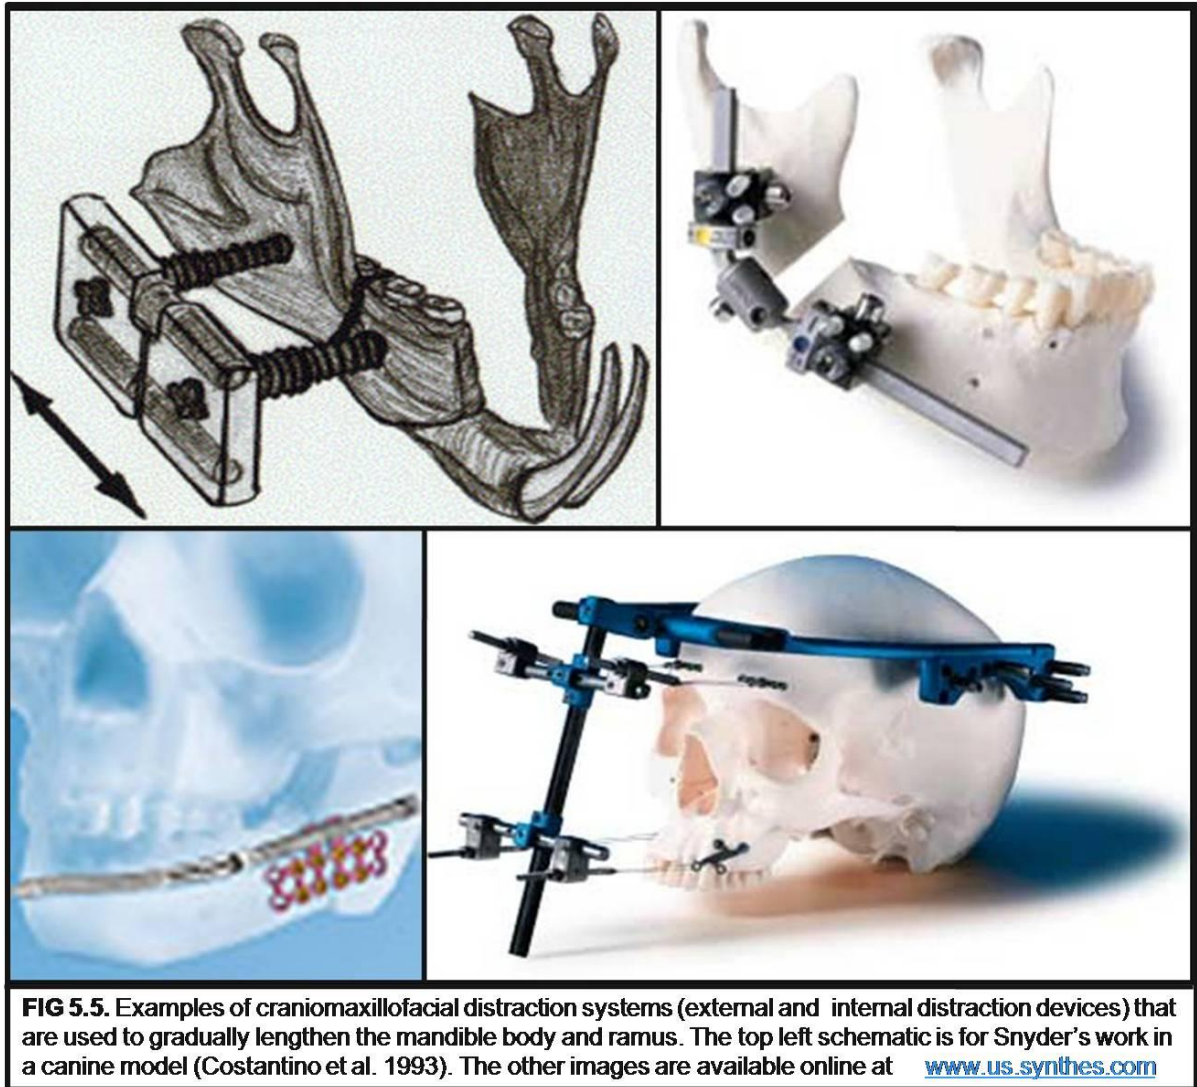 FIG 5.5. Examples of craniomaxillofacial distraction systems (external and internal distraction devices) that
are used to gradually lengthen the mandible body and ramus. The top left schematic is for Snyder's work in
a canine model (Costantino et al. 1993). The other images are available online at www.us.synthes.com